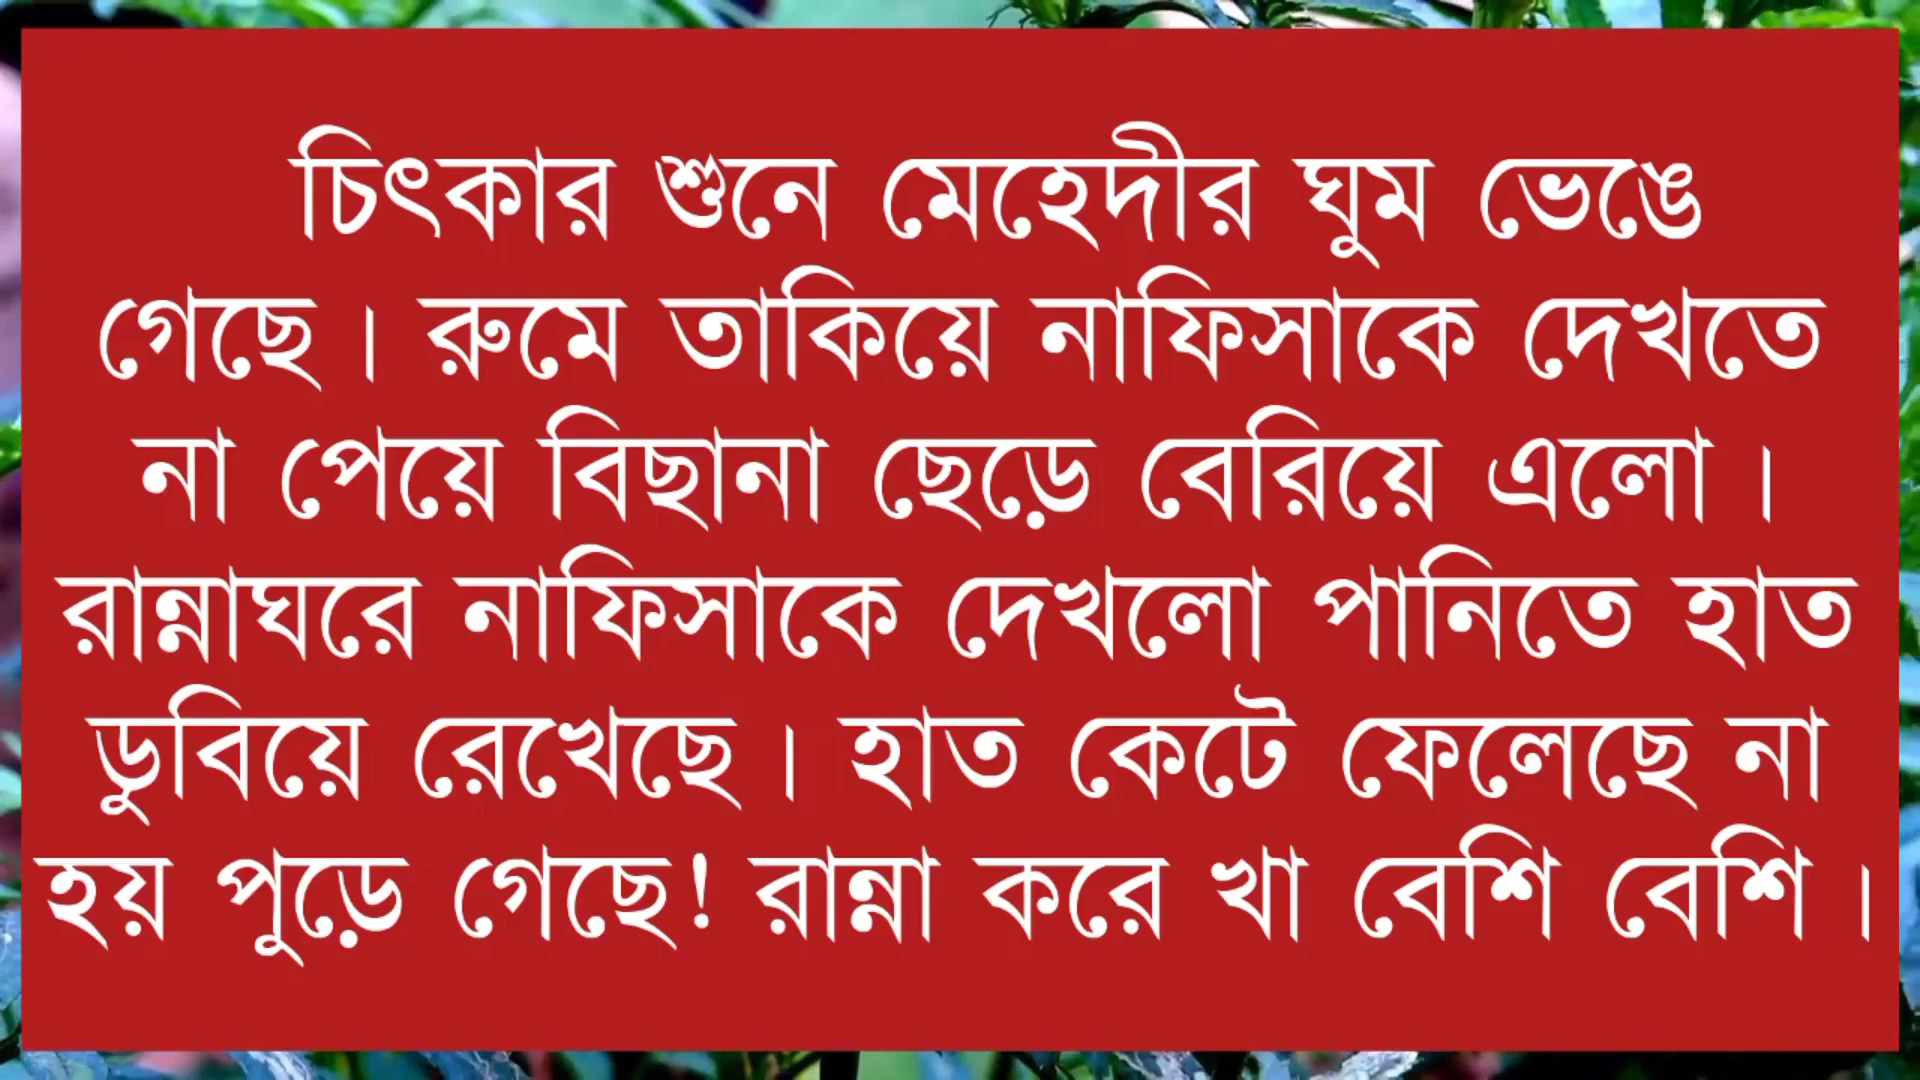 চিৎকার শুনে মেহেদীর ঘুম ভেঙে
গেছে। রুমে তাকিয়ে নাফিসাকে দেখতে
না পেয়ে বিছানা ছেড়ে বেরিয়ে এলো।
রান্নাঘরে নাফিসাকে দেখলো পানিতে হাত
ডুবিয়ে রেখেছে। হাত কেটে ফেলেছে না
হয় পুড়ে গেছে! রান্না করে খা বেশি বেশি।